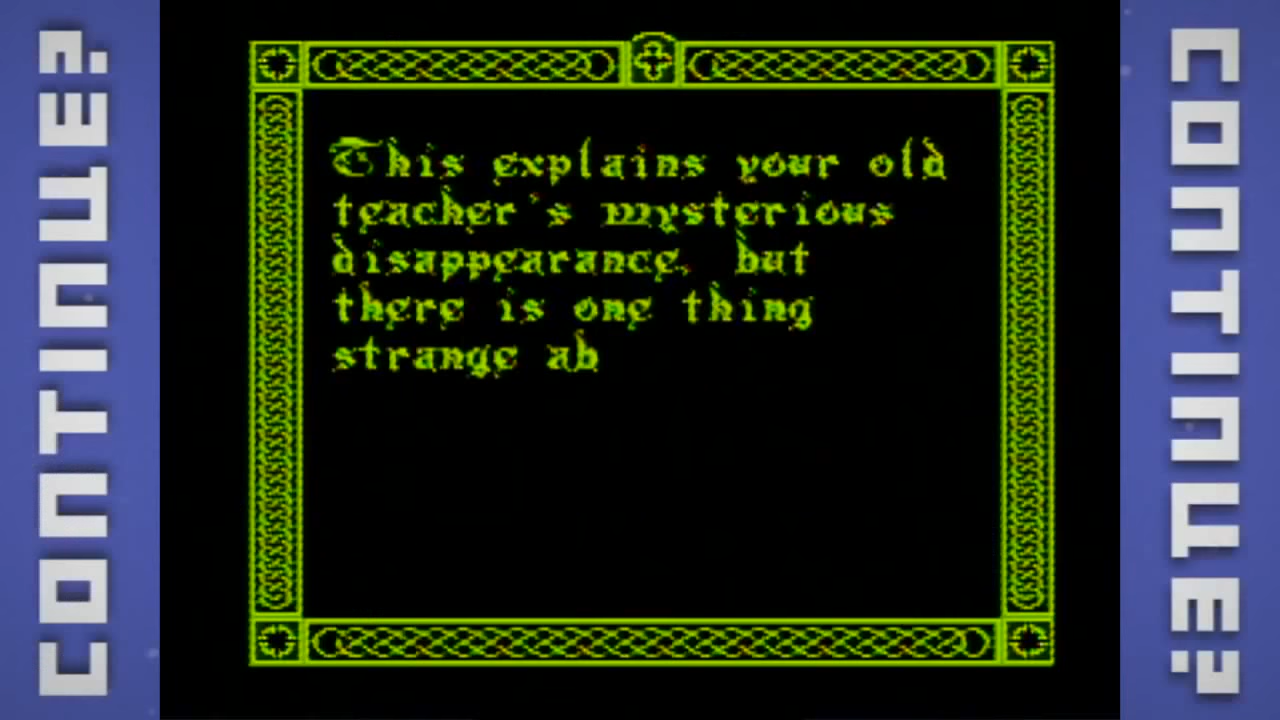 CONTINUE?
This explains your old
teacher's mysterious
disappearance, but
there is one thing
strange ab
CONTINUE?